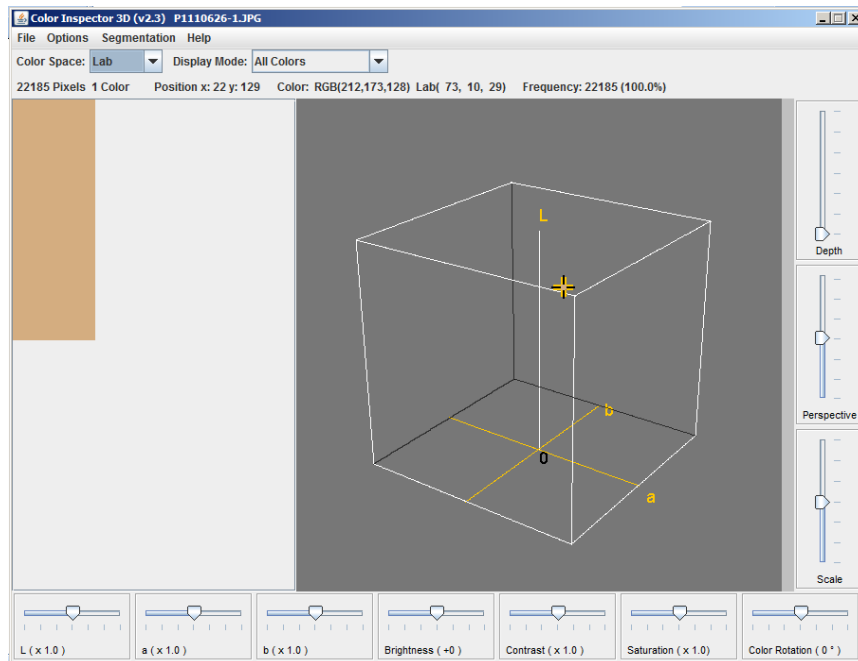 Color Inspector 3D (v2.3) P1110626-1.JPG
File Options Segmentation Help
Color Space: Lab Display Mode: All Colors
22185 Pixels 1 Color Position x: 22 y: 129 Color: RGB(212,173,128) Lab( 73, 10, 29) Frequency: 22185 (100.0%)
L
b
0
a
Depth
Perspective
Scale
L ( x 1.0 ) a ( x 1.0 ) b ( x 1.0 ) Brightness ( +0 ) Contrast ( x 1.0 ) Saturation ( x 1.0) Color Rotation ( 0 ° )